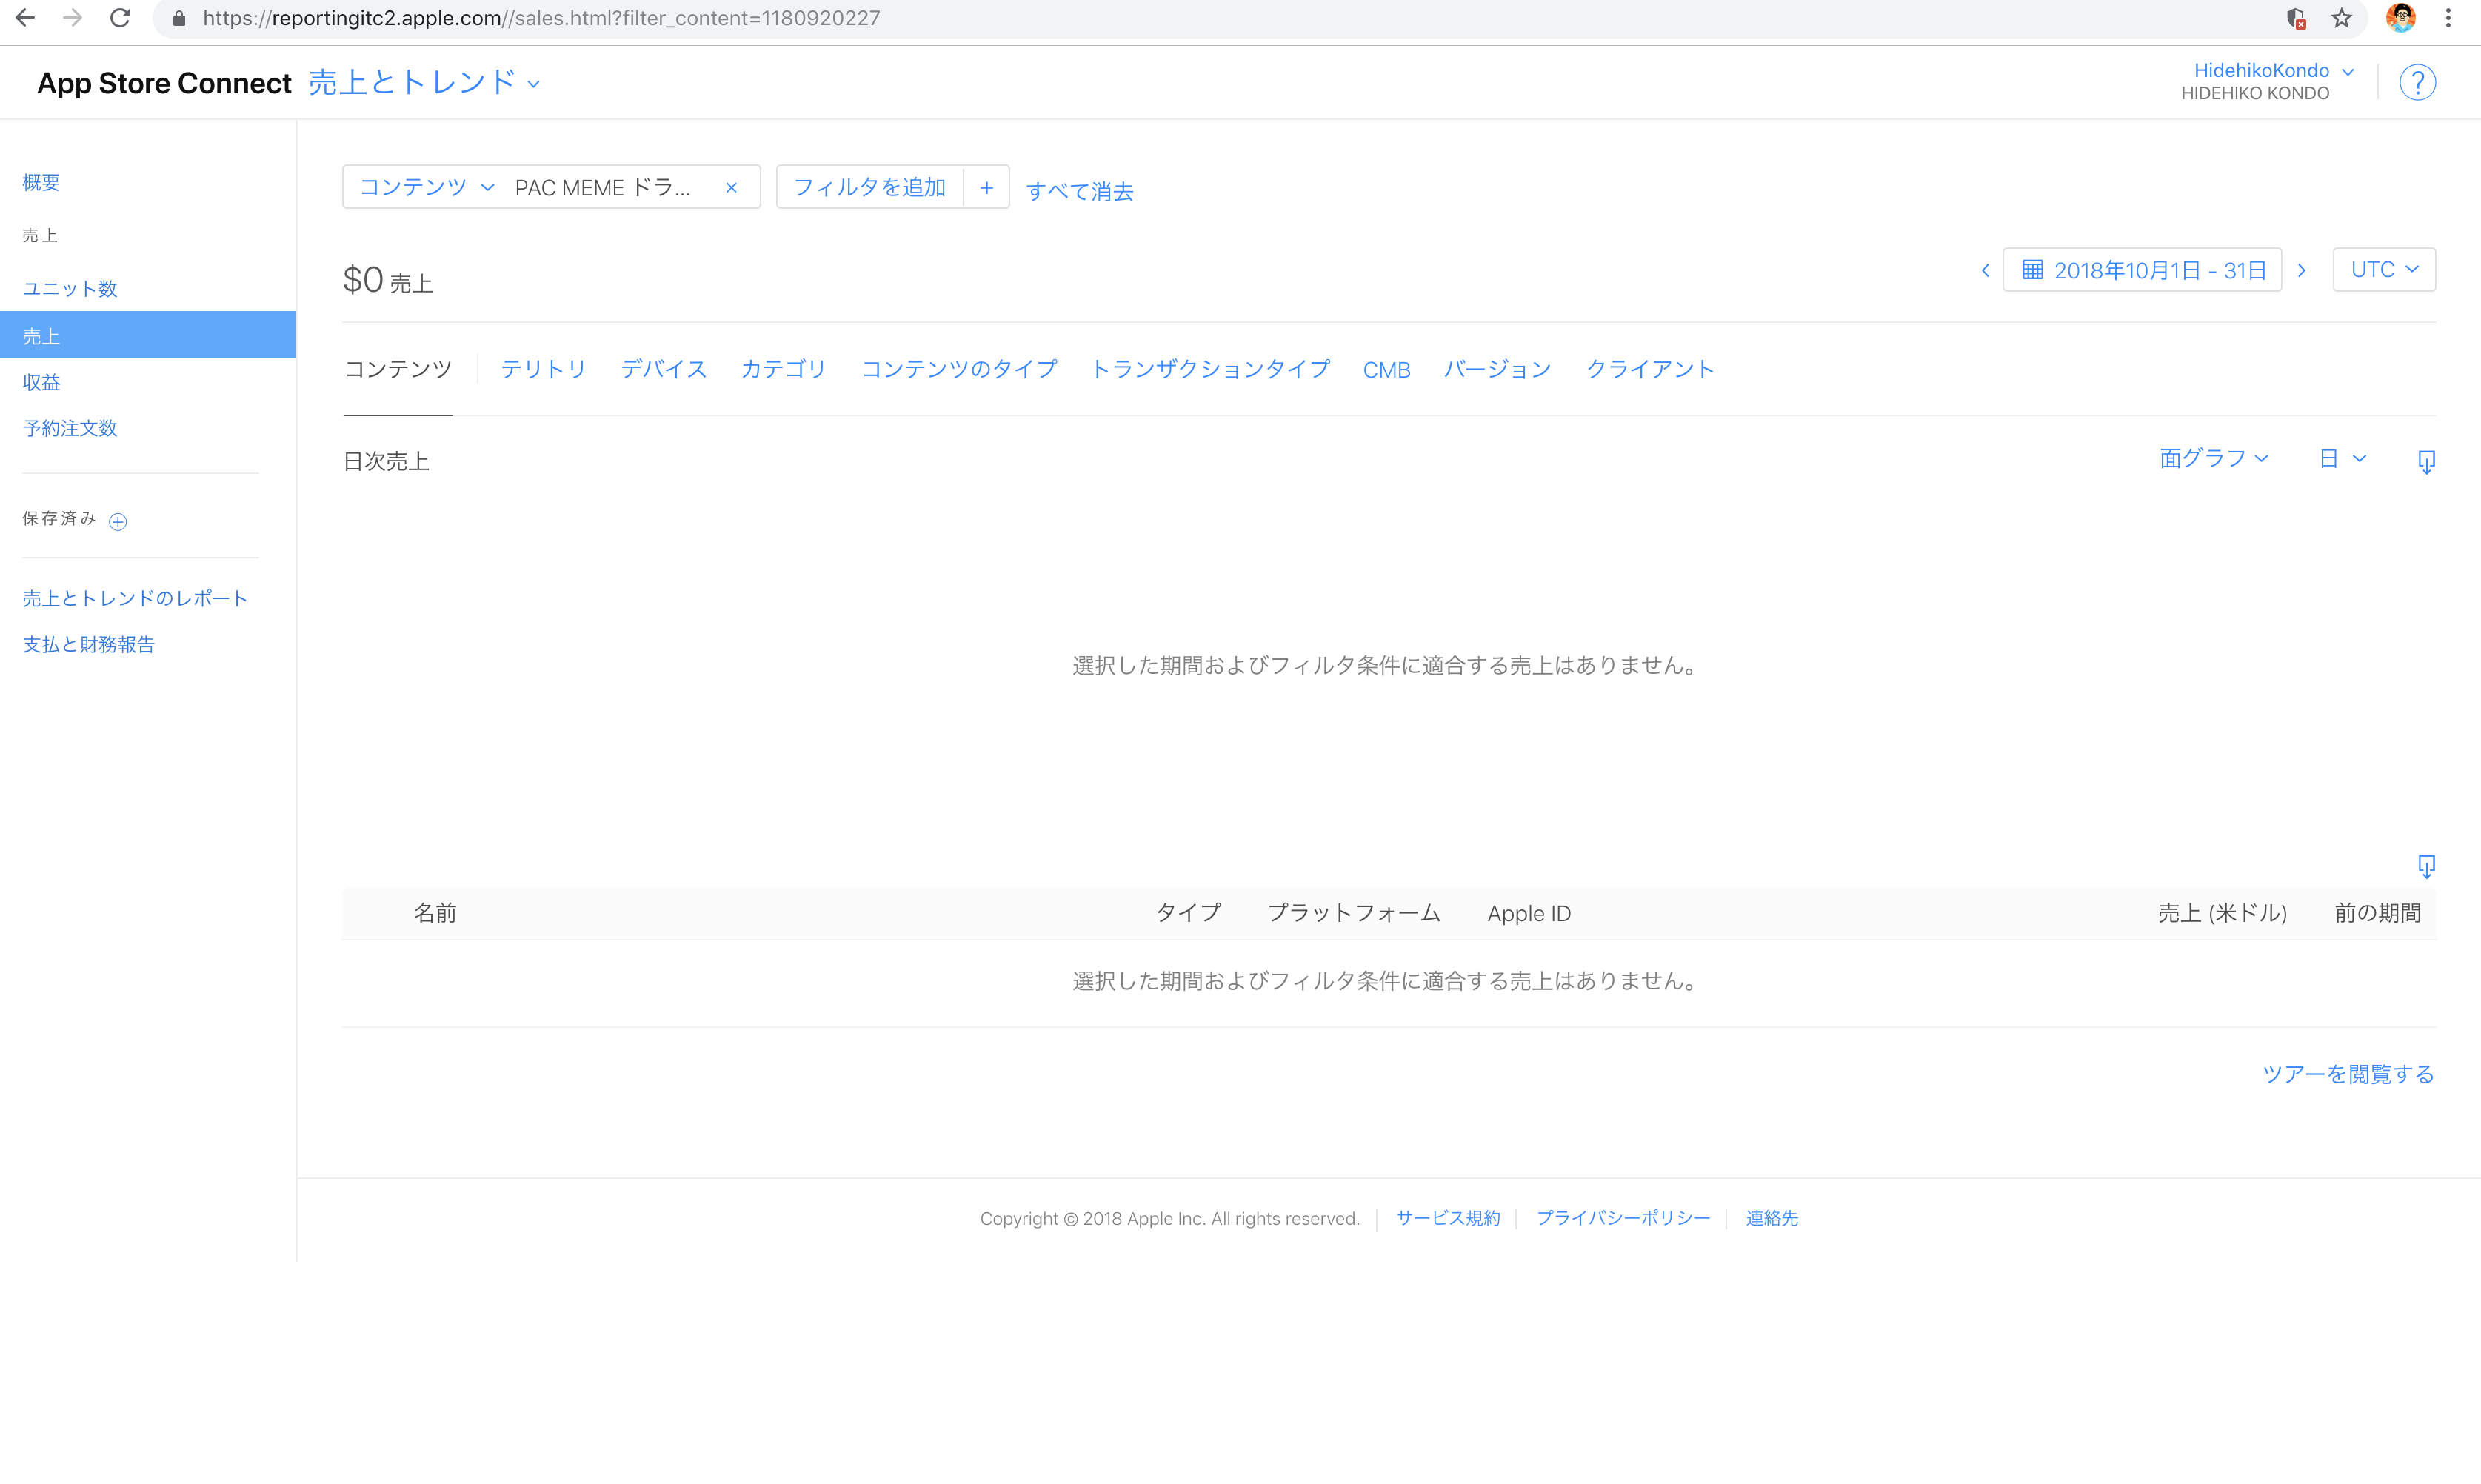 https://reportingitc2.apple.com//sales.html?filter_content=1180920227
App Store Connect 売上とトレンド
HidehikoKondo
HIDEHIKO KONDO
?
概要
売上
ユニット数
売上
収益
予約注文数
保存済み
売上とトレンドのレポート
支払と財務報告
コンテンツ PAC MEME ドラ... × フィルタを追加 + すべて消去
$0 売上
2018年10月1日 - 31日 UTC
コンテンツ テリトリ デバイス カテゴリ コンテンツのタイプ トランザクションタイプ CMB バージョン クライアント
日次売上 面グラフ 日
選択した期間およびフィルタ条件に適合する売上はありません。
名前 タイプ プラットフォーム Apple ID 売上 (米ドル) 前の期間
選択した期間およびフィルタ条件に適合する売上はありません。
ツアーを閲覧する
Copyright © 2018 Apple Inc. All rights reserved. サービス規約 プライバシーポリシー 連絡先